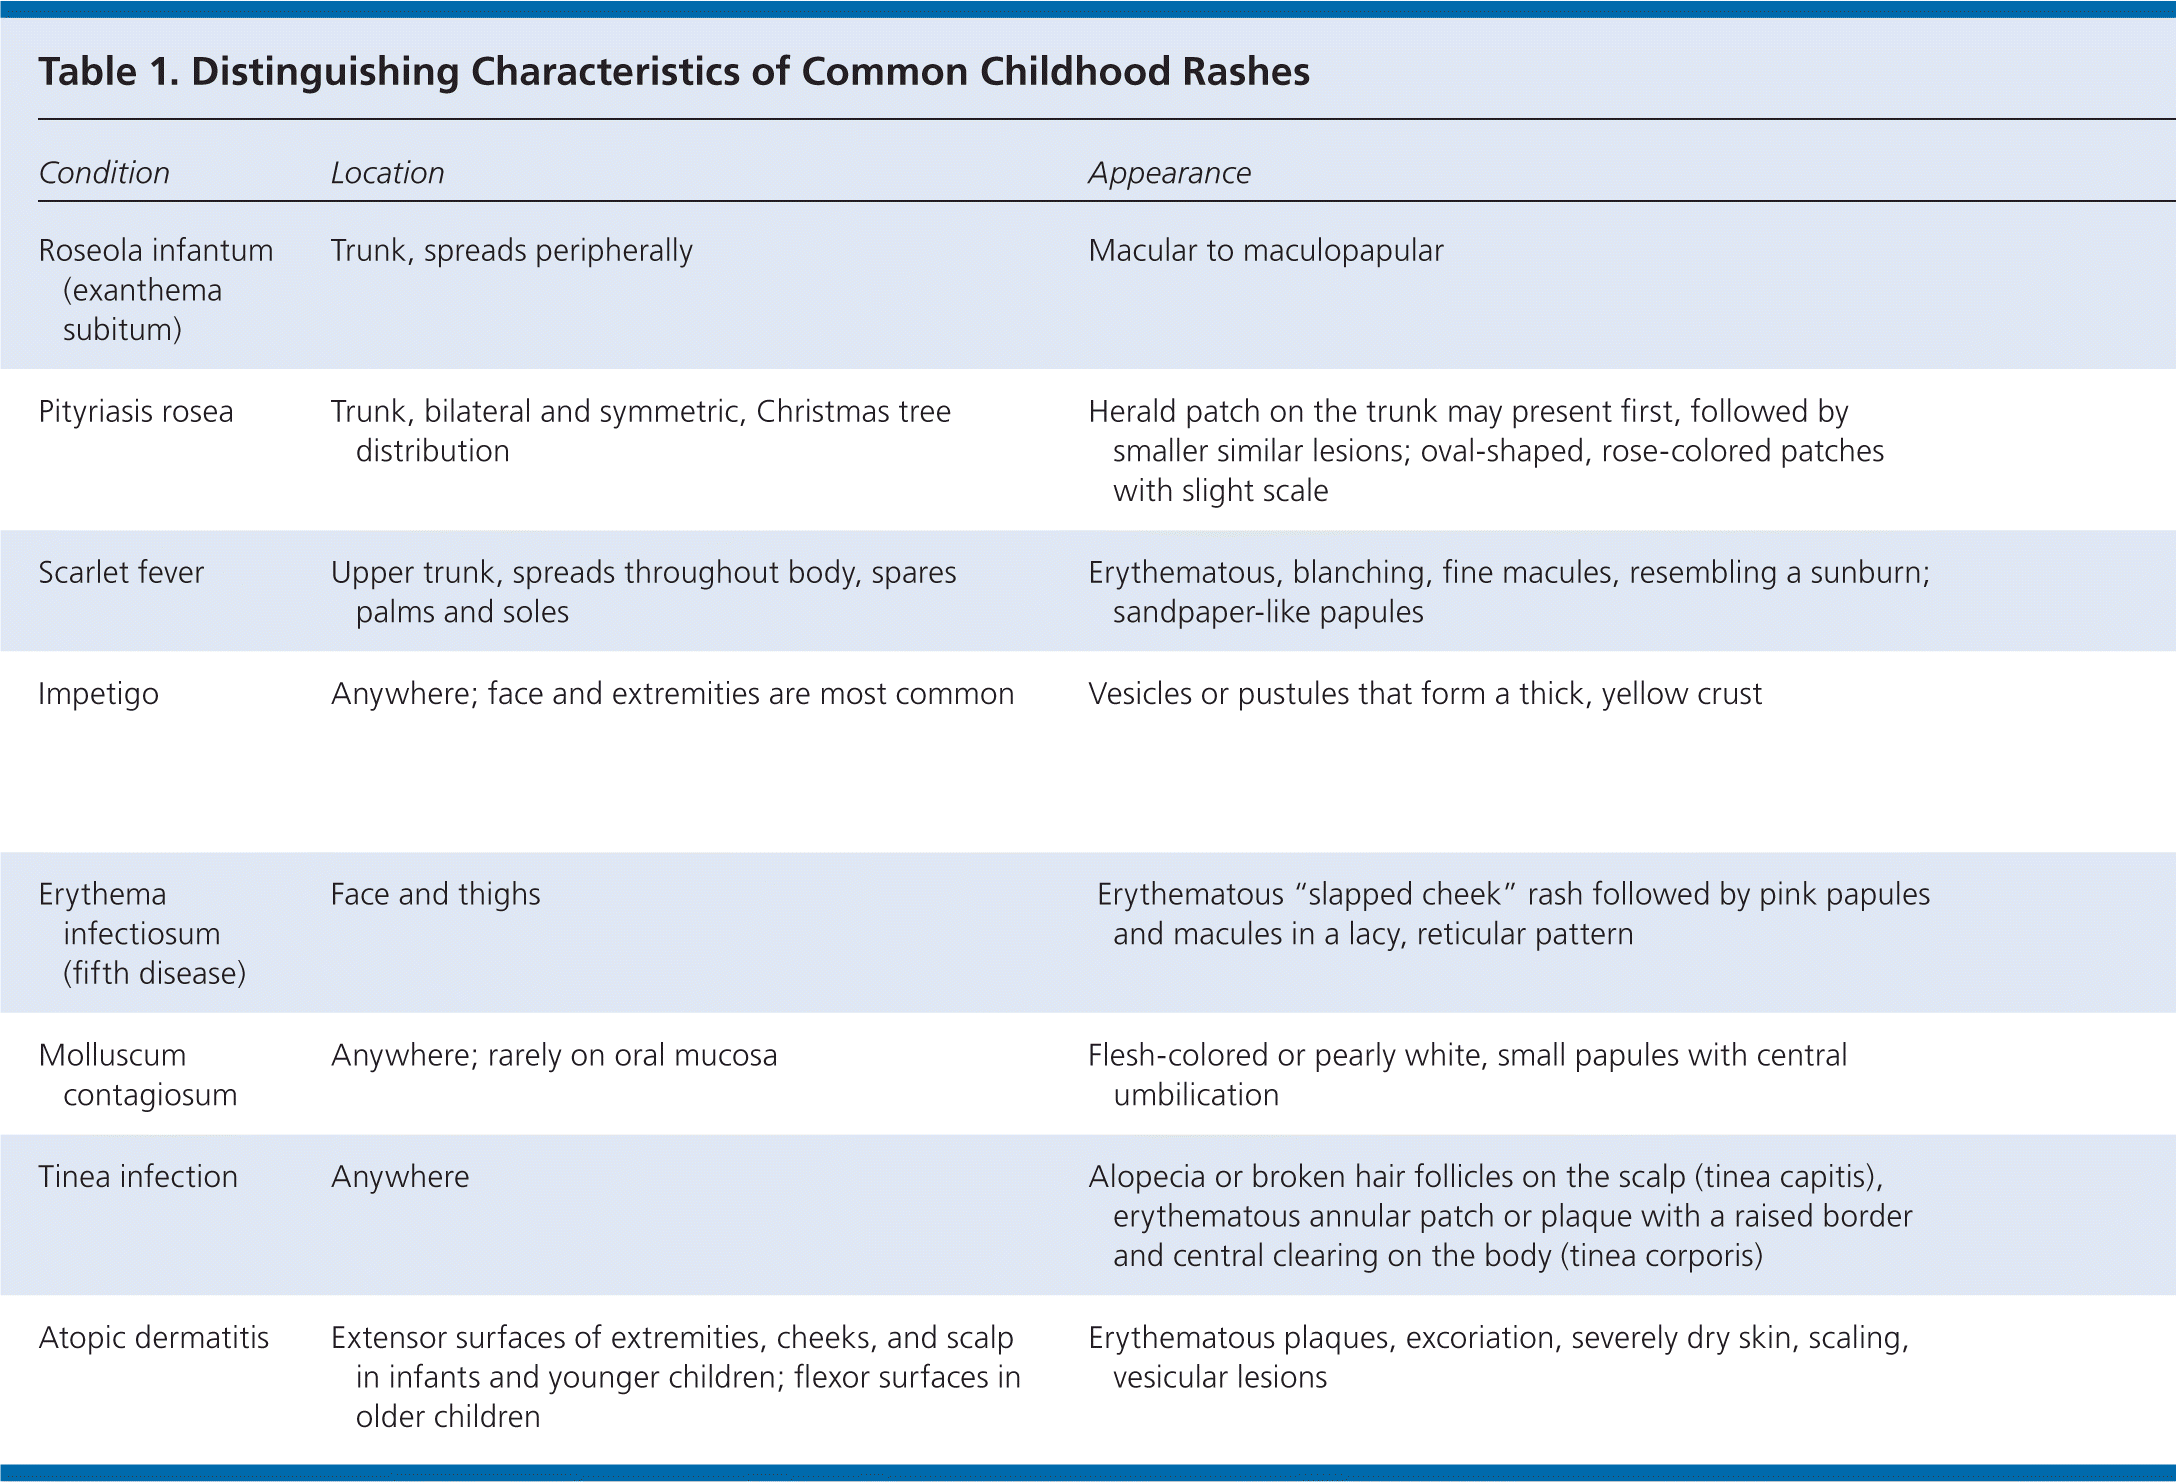 Table 1. Distinguishing Characteristics of Common Childhood Rashes
Condition Location Appearance
Roseola infantum
(exanthema
subitum)
Trunk, spreads peripherally
Macular to maculopapular
Pityriasis rosea
Trunk, bilateral and symmetric, Christmas tree
distribution
Herald patch on the trunk may present first, followed by
smaller similar lesions; oval-shaped, rose-colored patches
with slight scale
Scarlet fever
Upper trunk, spreads throughout body, spares
palms and soles
Erythematous, blanching, fine macules, resembling a sunburn;
sandpaper-like papules
Impetigo
Anywhere; face and extremities are most common
Vesicles or pustules that form a thick, yellow crust
Erythema
infectiosum
(fifth disease)
Face and thighs
Erythematous “slapped cheek” rash followed by pink papules
and macules in a lacy, reticular pattern
Molluscum
contagiosum
Anywhere; rarely on oral mucosa
Flesh-colored or pearly white, small papules with central
umbilication
Tinea infection
Anywhere
Alopecia or broken hair follicles on the scalp (tinea capitis),
erythematous annular patch or plaque with a raised border
and central clearing on the body (tinea corporis)
Atopic dermatitis
Extensor surfaces of extremities, cheeks, and scalp
in infants and younger children; flexor surfaces in
older children
Erythematous plaques, excoriation, severely dry skin, scaling,
vesicular lesions